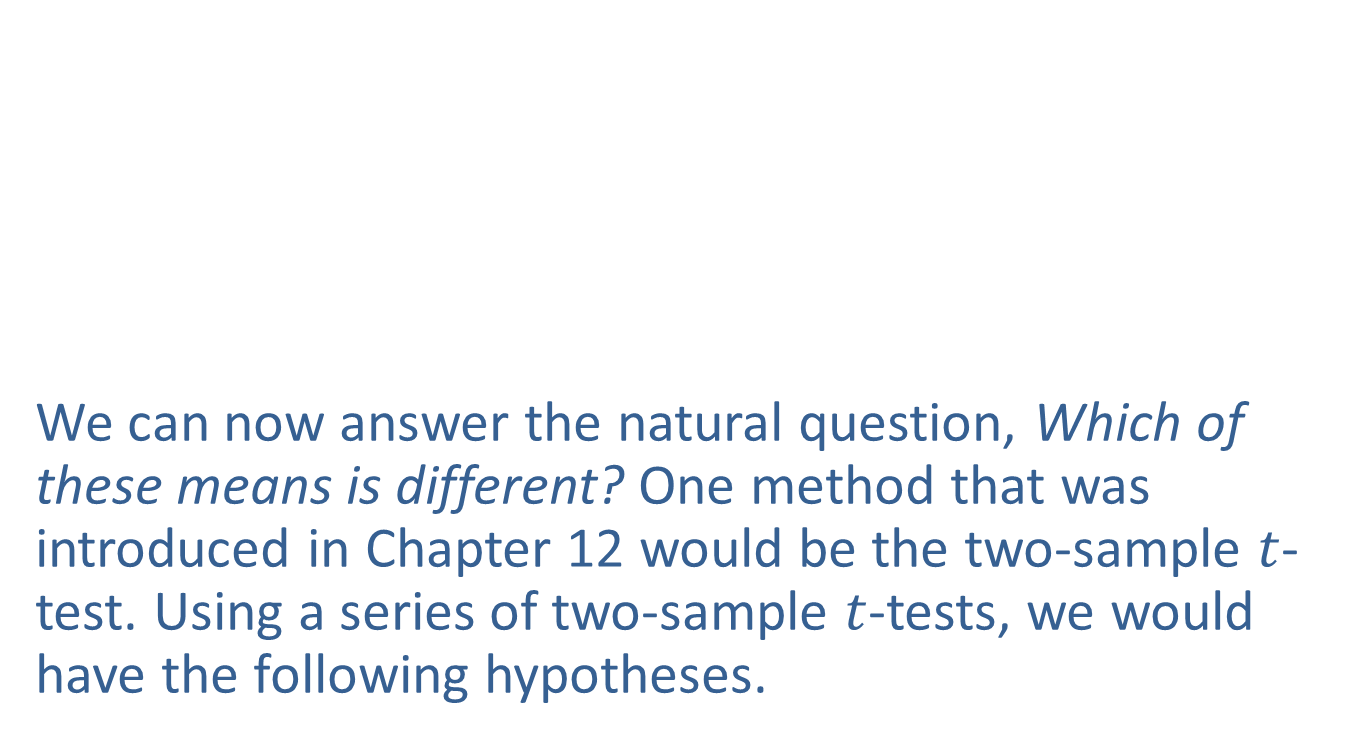 We can now answer the natural question, Which of
these means is different? One method that was
introduced in Chapter 12 would be the two-sample t-
test. Using a series of two-sample t-tests, we would
have the following hypotheses.